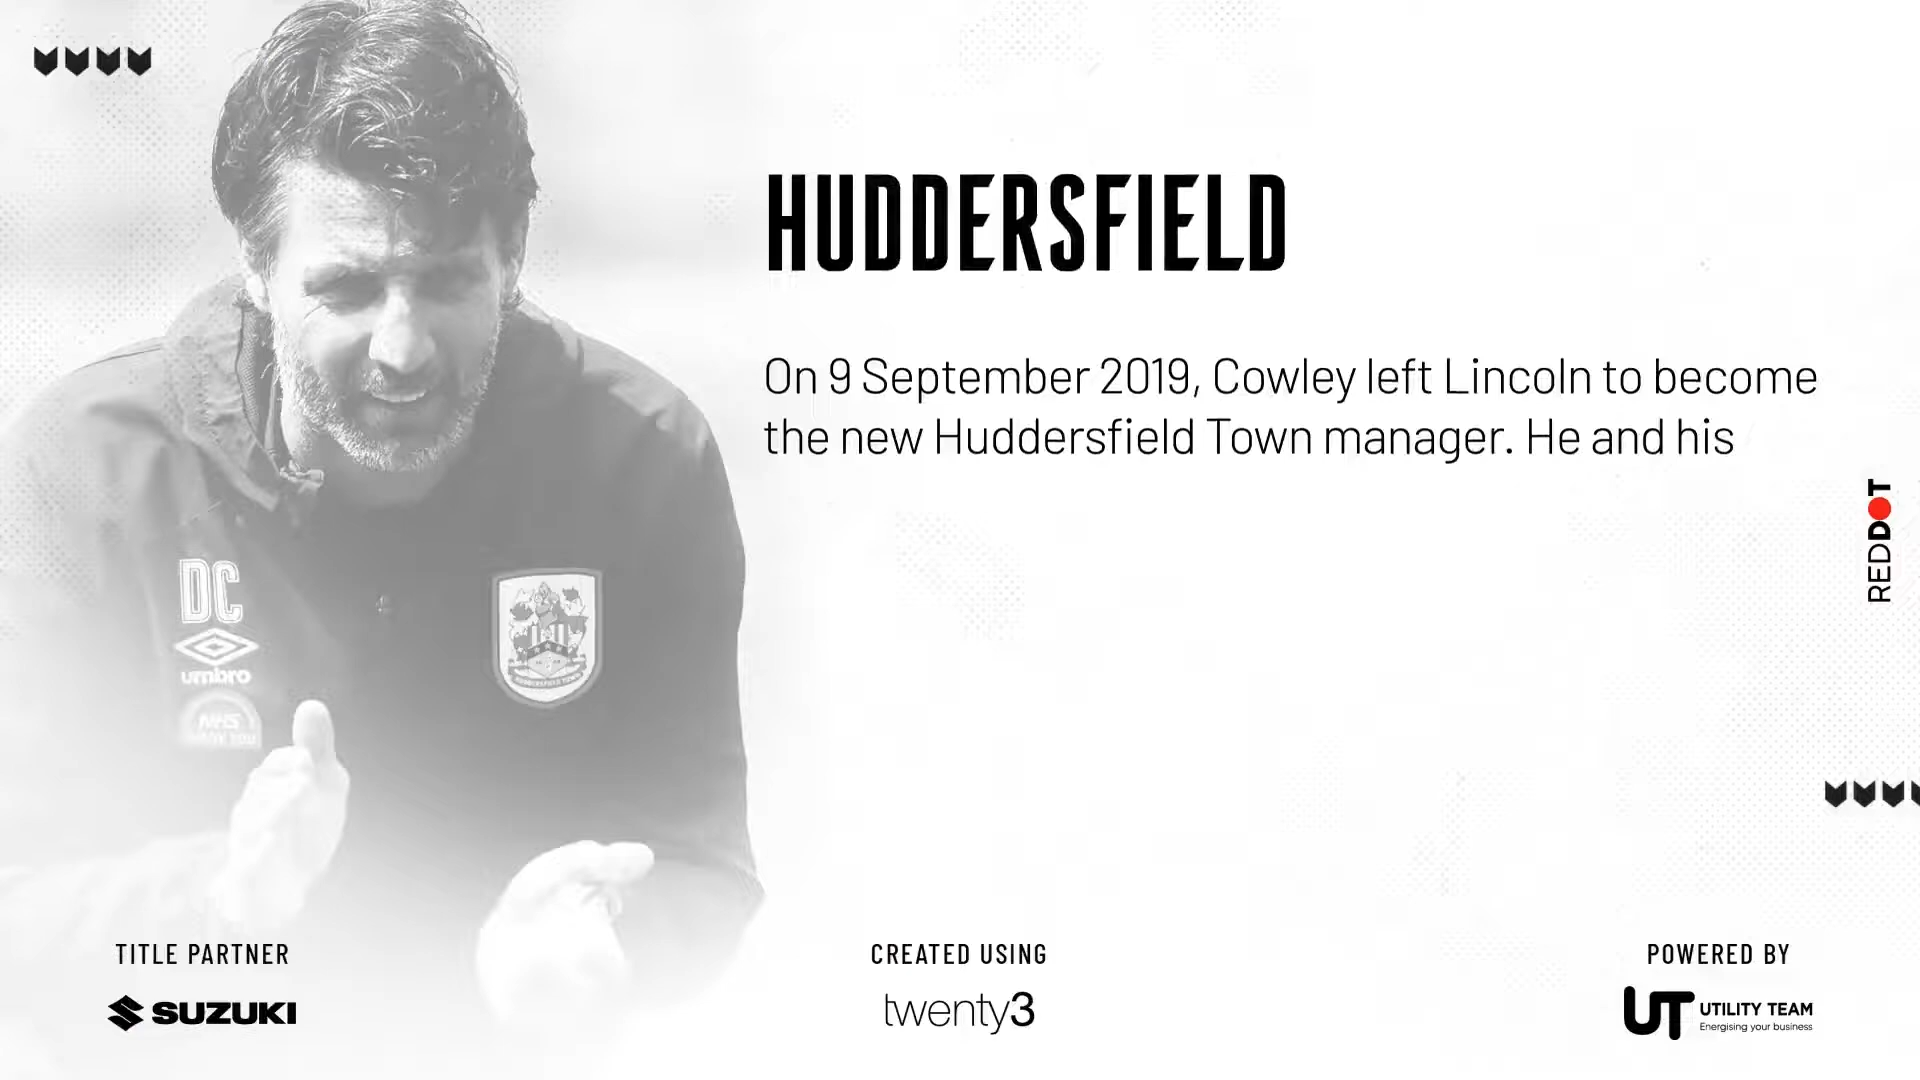 HUDDERSFIELD
On 9 September 2019, Cowley left Lincoln to become
the new Huddersfield Town manager. He and his
REDDOT
DC
umbro
NHS
HUDDERSFIELD TOWN
TITLE PARTNER
SUZUKI
CREATED USING
twenty3
POWERED BY
UT UTILITY TEAM
Energising your business